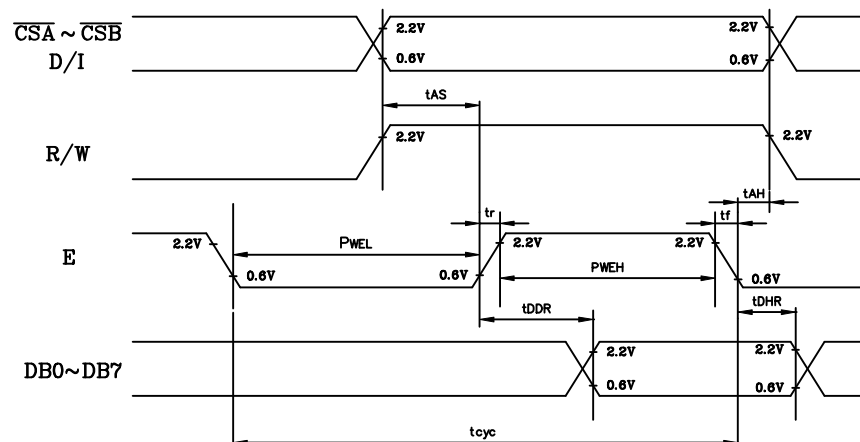 CSA~CSB
D/I
2.2V
0.6V
2.2V
0.6V
tAS
R/W
2.2V
2.2V
tAH
tr
tf
E
2.2V
PWEL
0.6V
0.6V
2.2V
2.2V
PWEH
0.6V
tDDR
tDHR
DB0~DB7
2.2V
0.6V
2.2V
0.6V
tcyc